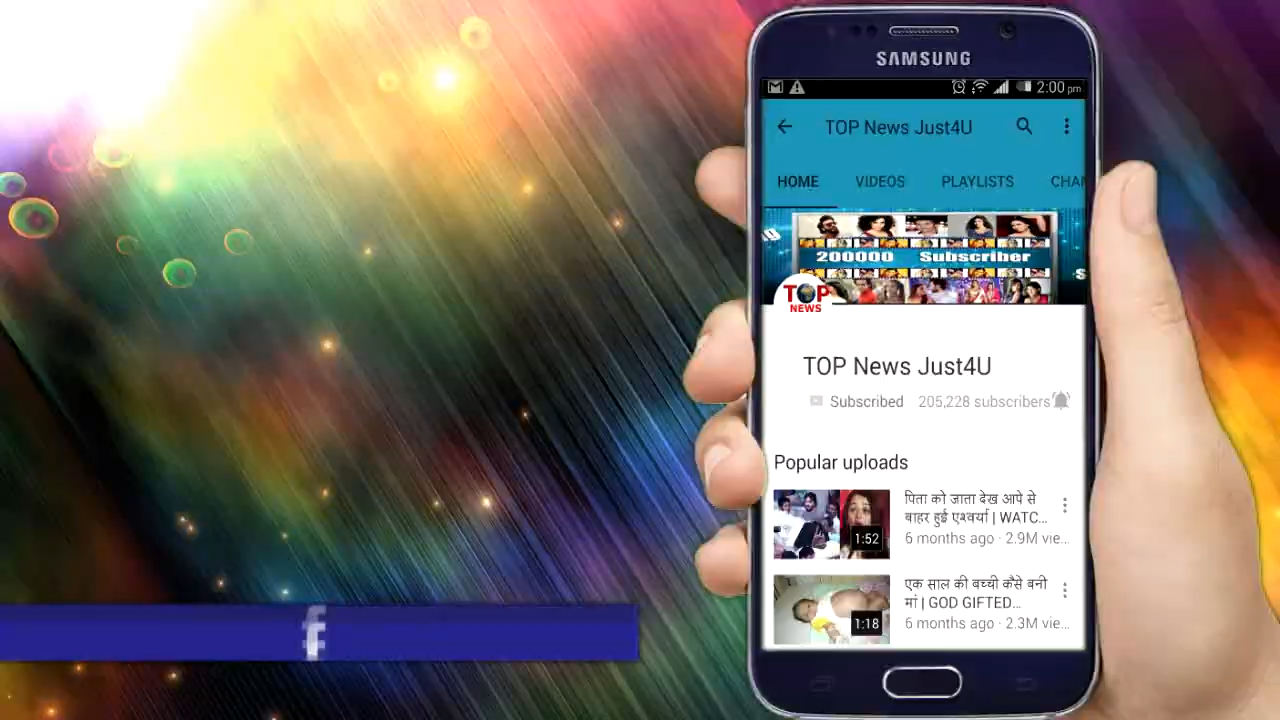 SAMSUNG
2:00 pm
TOP News Just4U
HOME VIDEOS PLAYLISTS CHA
200000 Subscriber
TOP
NEWS
TOP News Just4U
Subscribed 205,228 subscribers
Popular uploads
पिता को जाता देख आपे से
बाहर हुई एश्वर्या | WATC...
6 months ago · 2.9M vie...
1:52
एक साल की बच्ची कैसे बनी
मां | GOD GIFTED...
6 months ago · 2.3M vie...
1:18
f